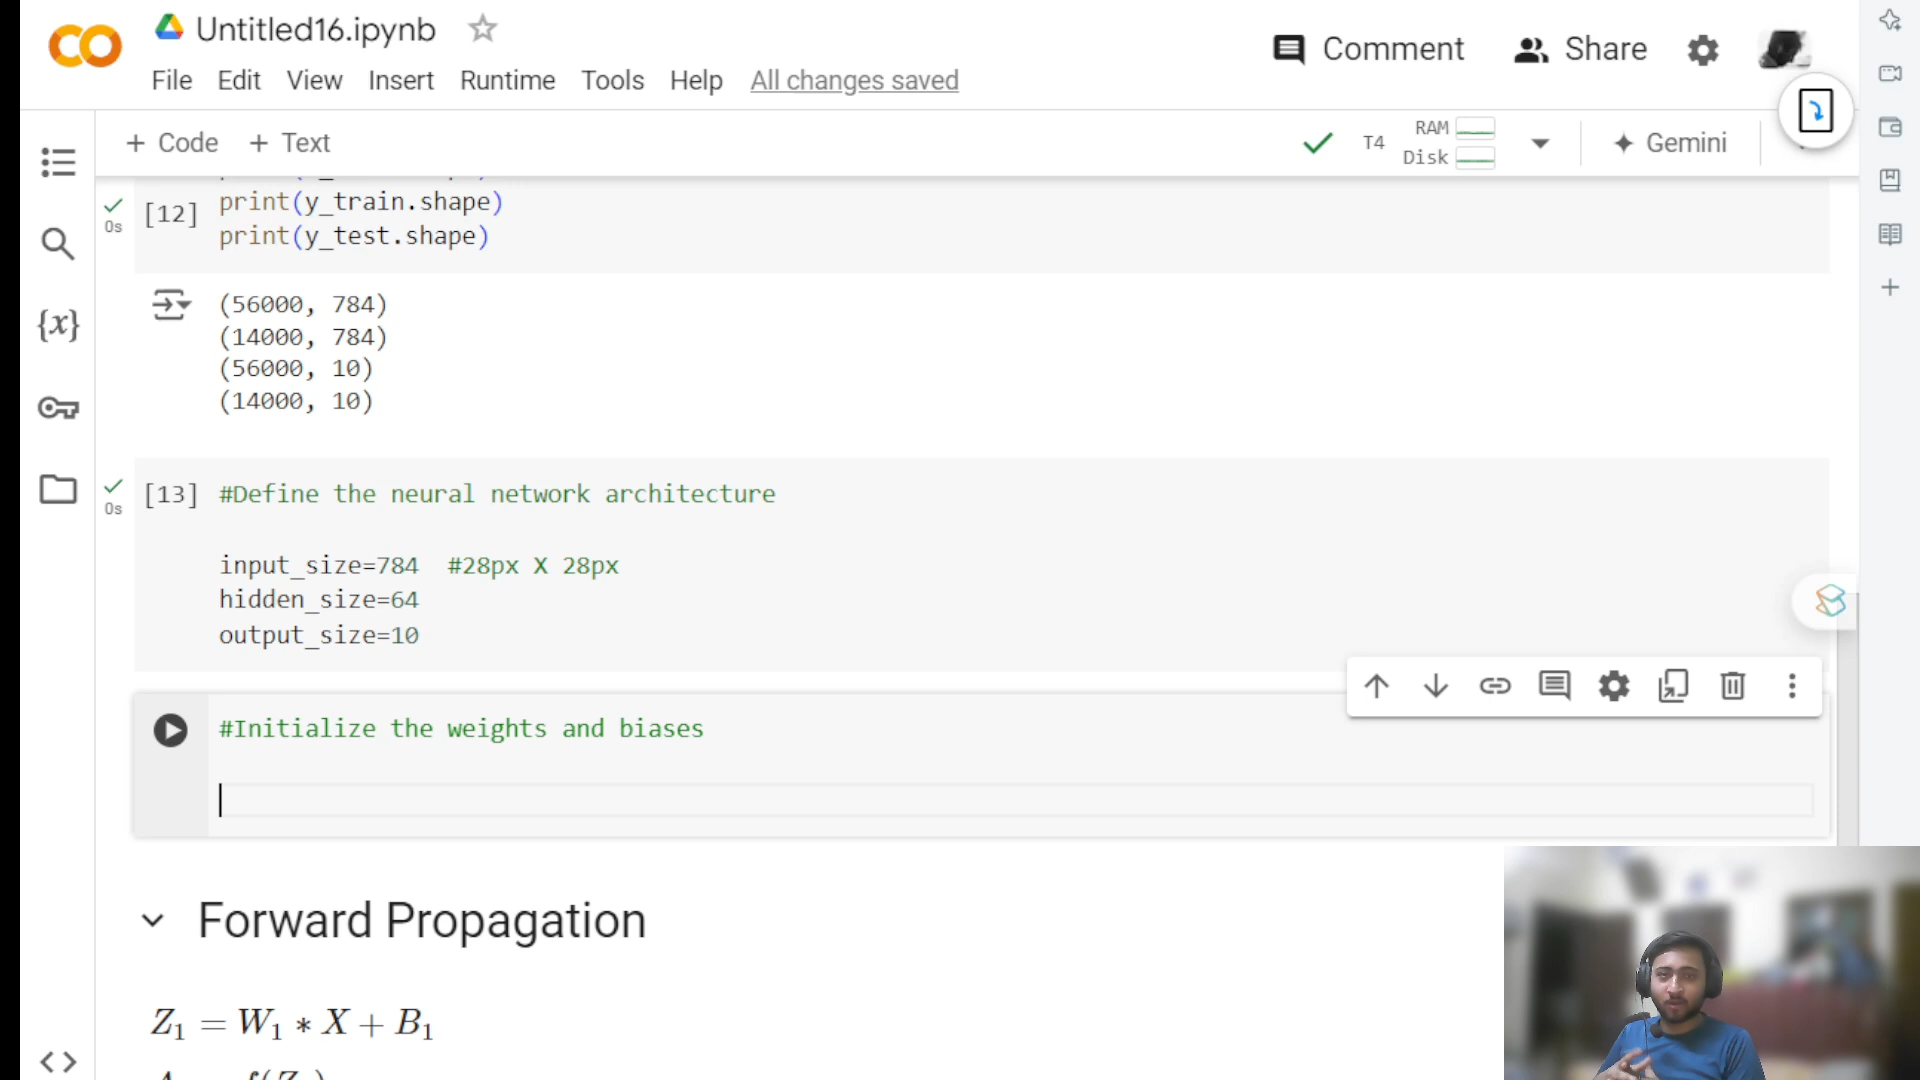 Untitled16.ipynb
Comment
Share
File Edit View Insert Runtime Tools Help All changes saved
+ Code + Text
T4
RAM
Disk
Gemini
0s
[12]
print(y_train.shape)
print(y_test.shape)
(56000, 784)
(14000, 784)
(56000, 10)
(14000, 10)
0s
[13]
#Define the neural network architecture
input_size=784 #28px X 28px
hidden_size=64
output_size=10
#Initialize the weights and biases
Forward Propagation
Z₁ = W₁ * X + B₁